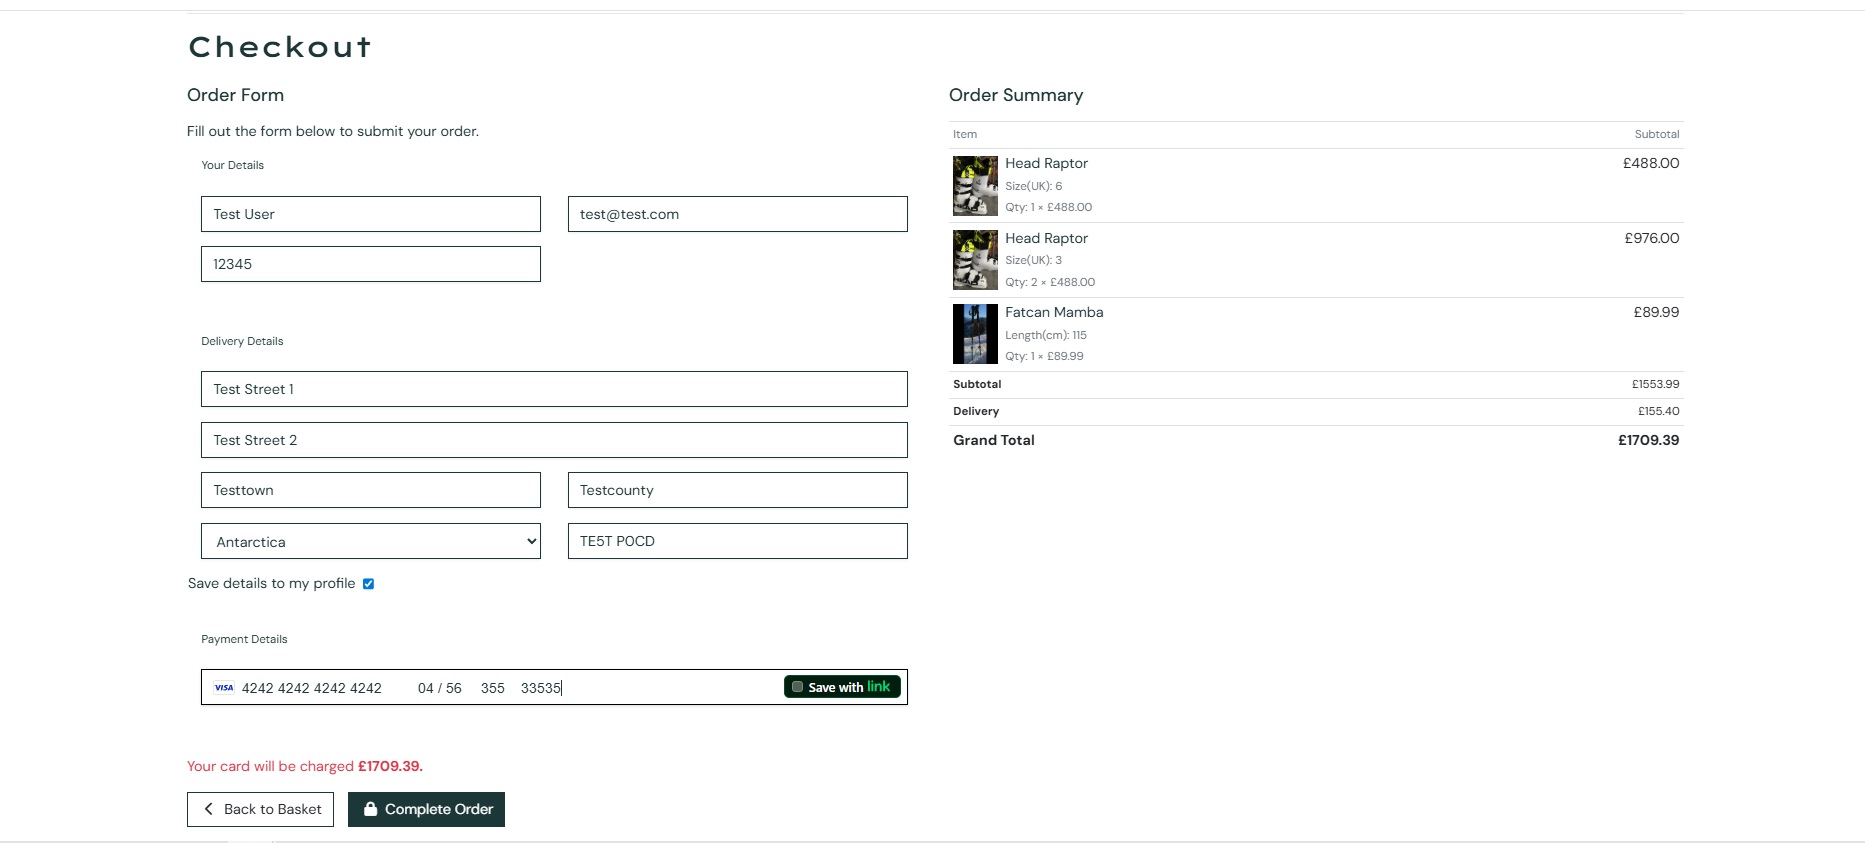 Checkout
Order Form
Fill out the form below to submit your order.
Your Details
Test User
test@test.com
12345
Delivery Details
Test Street 1
Test Street 2
Testtown
Testcounty
Antarctica
TE5T P0CD
Save details to my profile
Payment Details
VISA 4242 4242 4242 4242 04 / 56 355 33535
Save with link
Your card will be charged £1709.39.
Back to Basket
Complete Order
Order Summary
Item Subtotal
Head Raptor £488.00
Size(UK): 6
Qty: 1 × £488.00
Head Raptor £976.00
Size(UK): 3
Qty: 2 × £488.00
Fatcan Mamba £89.99
Length(cm): 115
Qty: 1 × £89.99
Subtotal £1553.99
Delivery £155.40
Grand Total £1709.39